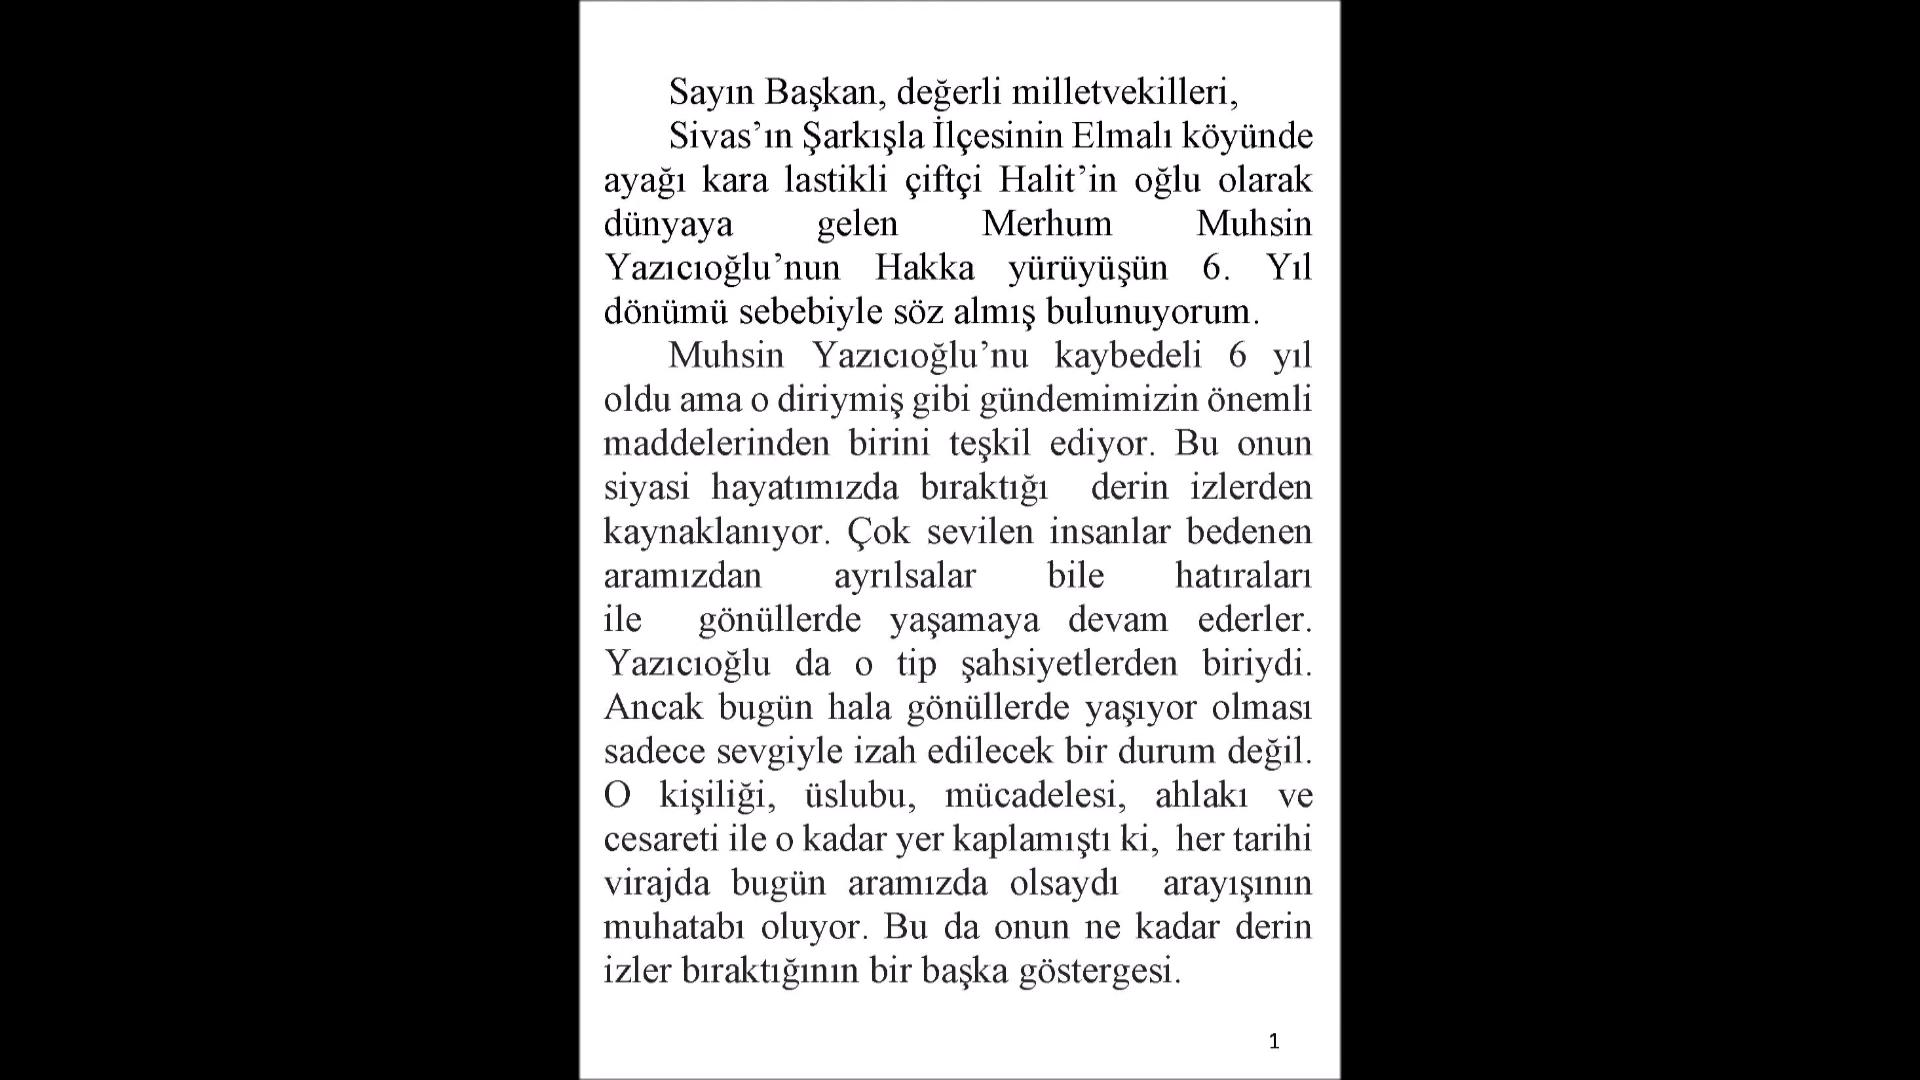 Sayın Başkan, değerli milletvekilleri,
Sivas’ın Şarkışla İlçesinin Elmalı köyünde
ayağı kara lastikli çiftçi Halit’in oğlu olarak
dünyaya gelen Merhum Muhsin
Yazıcıoğlu’nun Hakka yürüyüşün 6. Yıl
dönümü sebebiyle söz almış bulunuyorum.
Muhsin Yazıcıoğlu’nu kaybedeli 6 yıl
oldu ama o diriymiş gibi gündemimizin önemli
maddelerinden birini teşkil ediyor. Bu onun
siyasi hayatımızda bıraktığı derin izlerden
kaynaklanıyor. Çok sevilen insanlar bedenen
aramızdan ayrılsalar bile hatıraları
ile gönüllerde yaşamaya devam ederler.
Yazıcıoğlu da o tip şahsiyetlerden biriydi.
Ancak bugün hala gönüllerde yaşıyor olması
sadece sevgiyle izah edilecek bir durum değil.
O kişiliği, üslubu, mücadelesi, ahlakı ve
cesareti ile o kadar yer kaplamıştı ki, her tarihi
virajda bugün aramızda olsaydı arayışının
muhatabı oluyor. Bu da onun ne kadar derin
izler bıraktığının bir başka göstergesi.
1